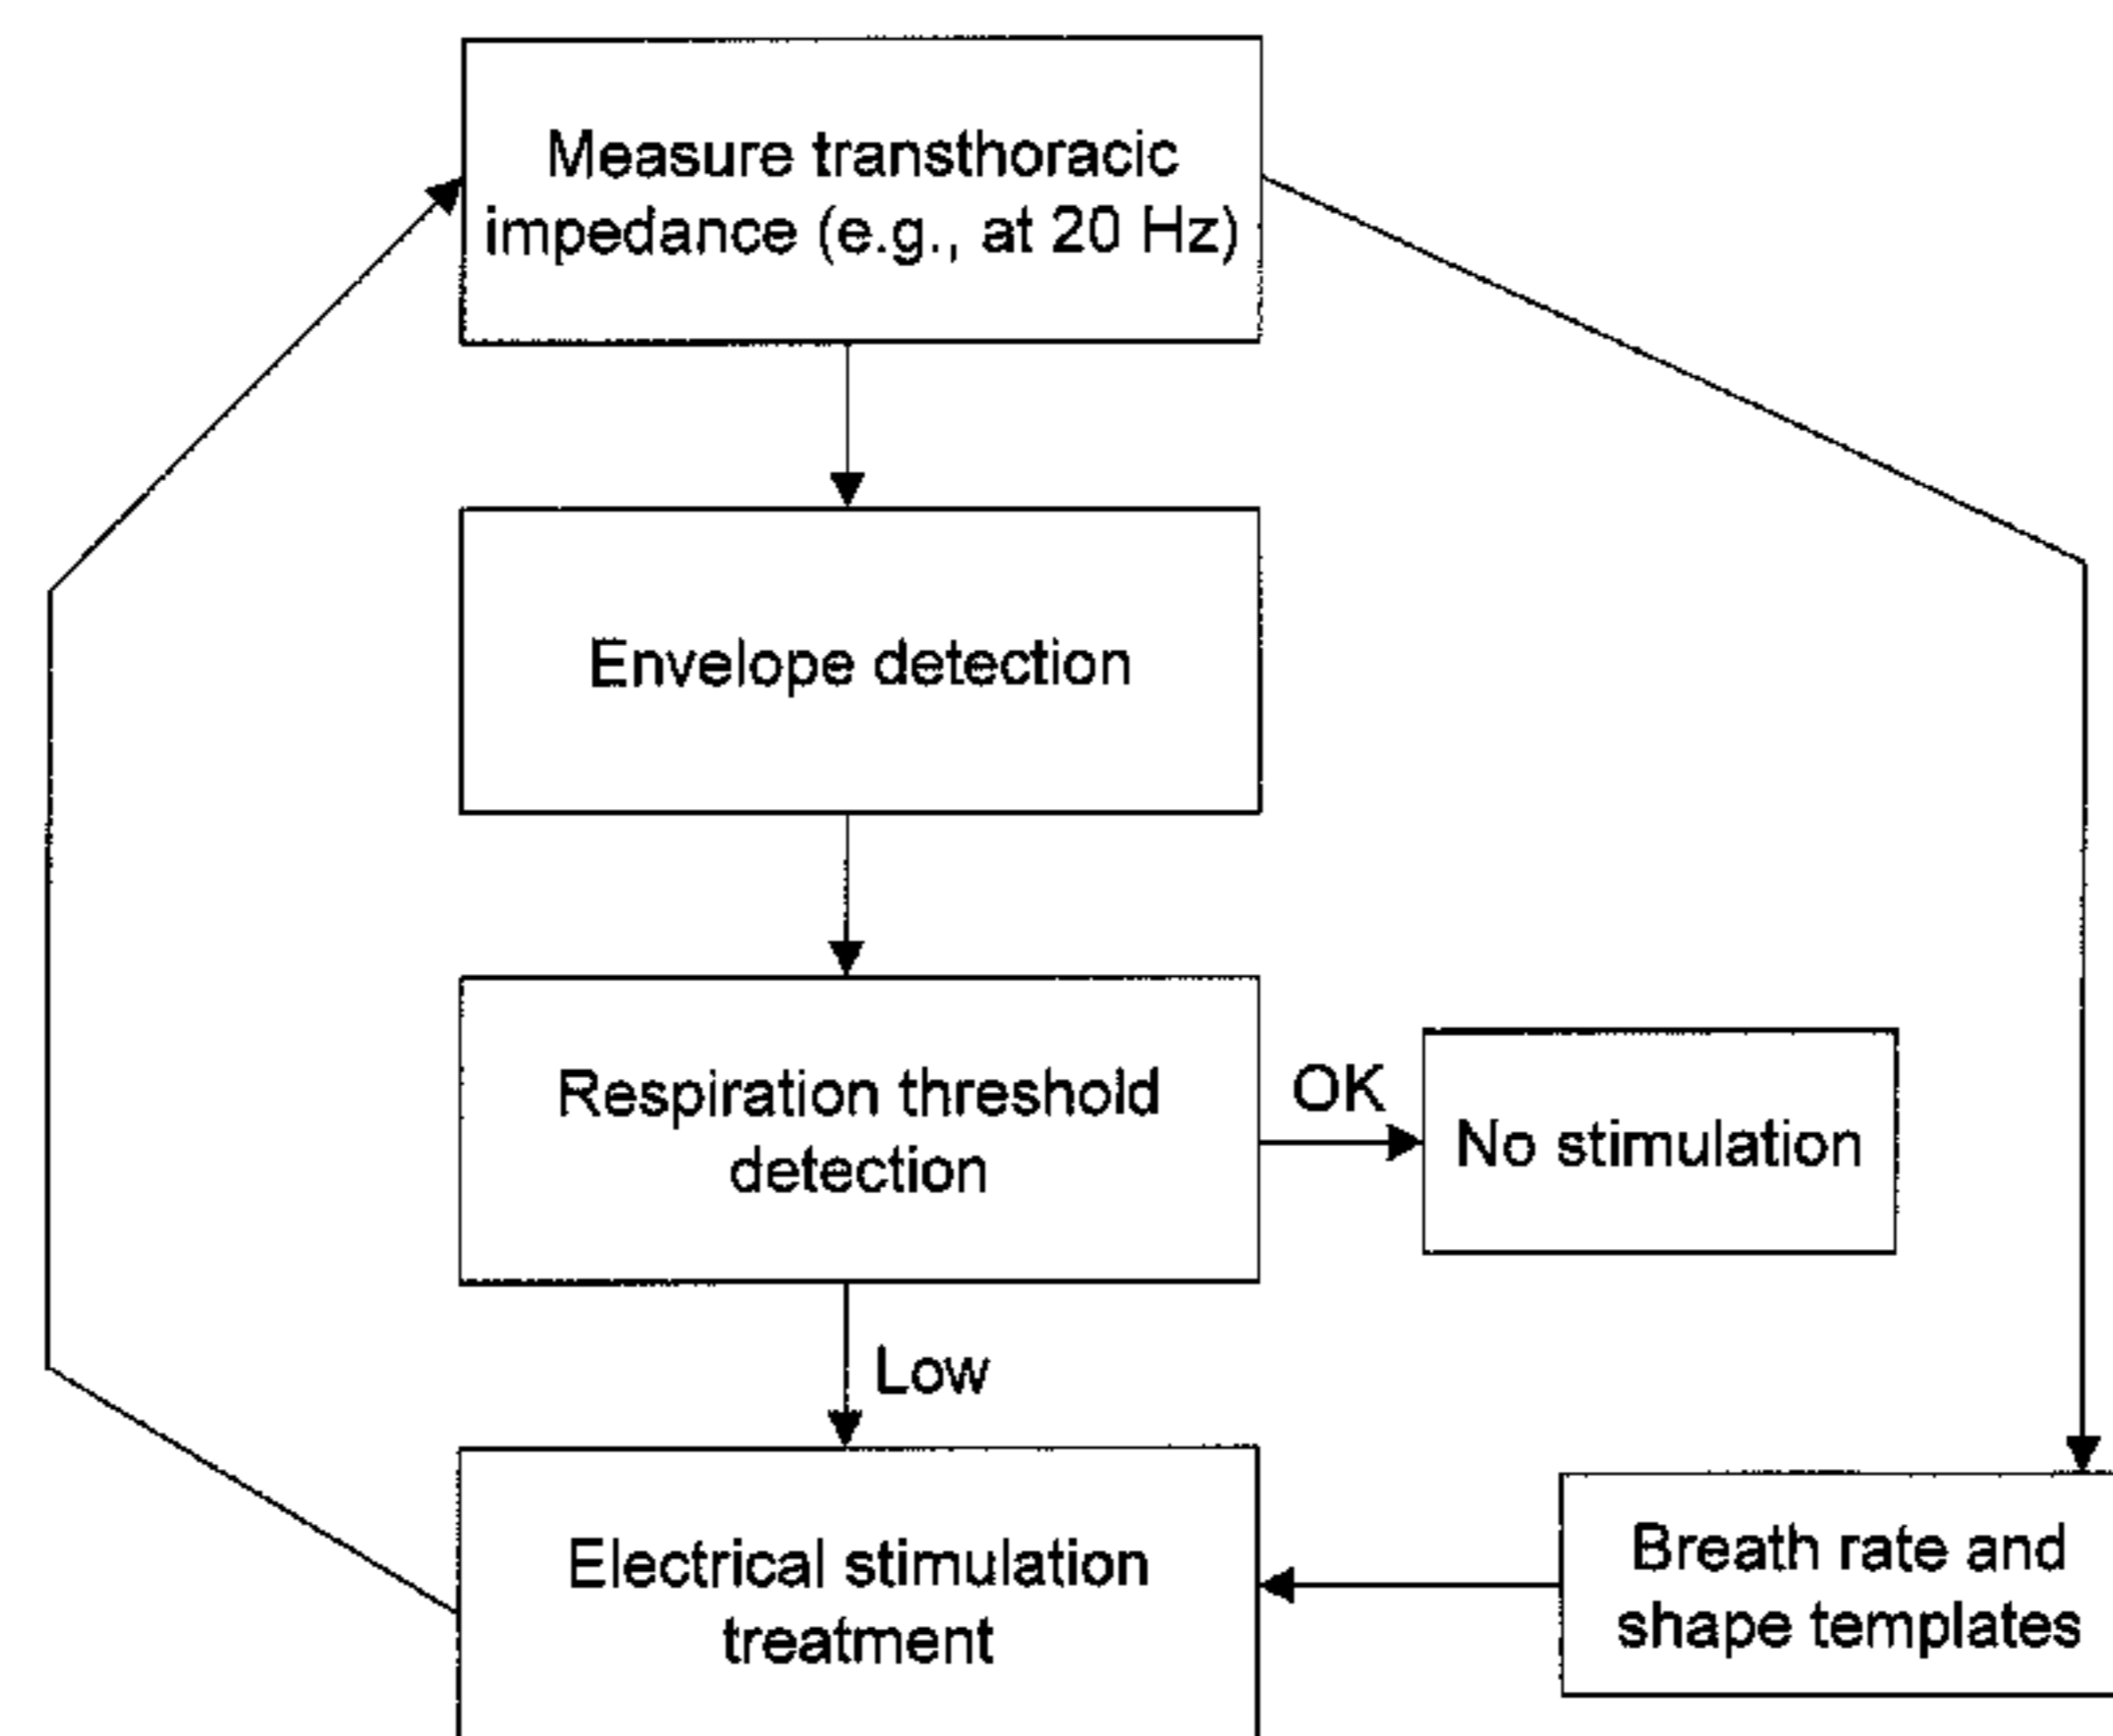 Measure transthoracic
impedance (e.g., at 20 Hz)
Envelope detection
Respiration threshold
detection
OK
No stimulation
Low
Electrical stimulation
treatment
Breath rate and
shape templates